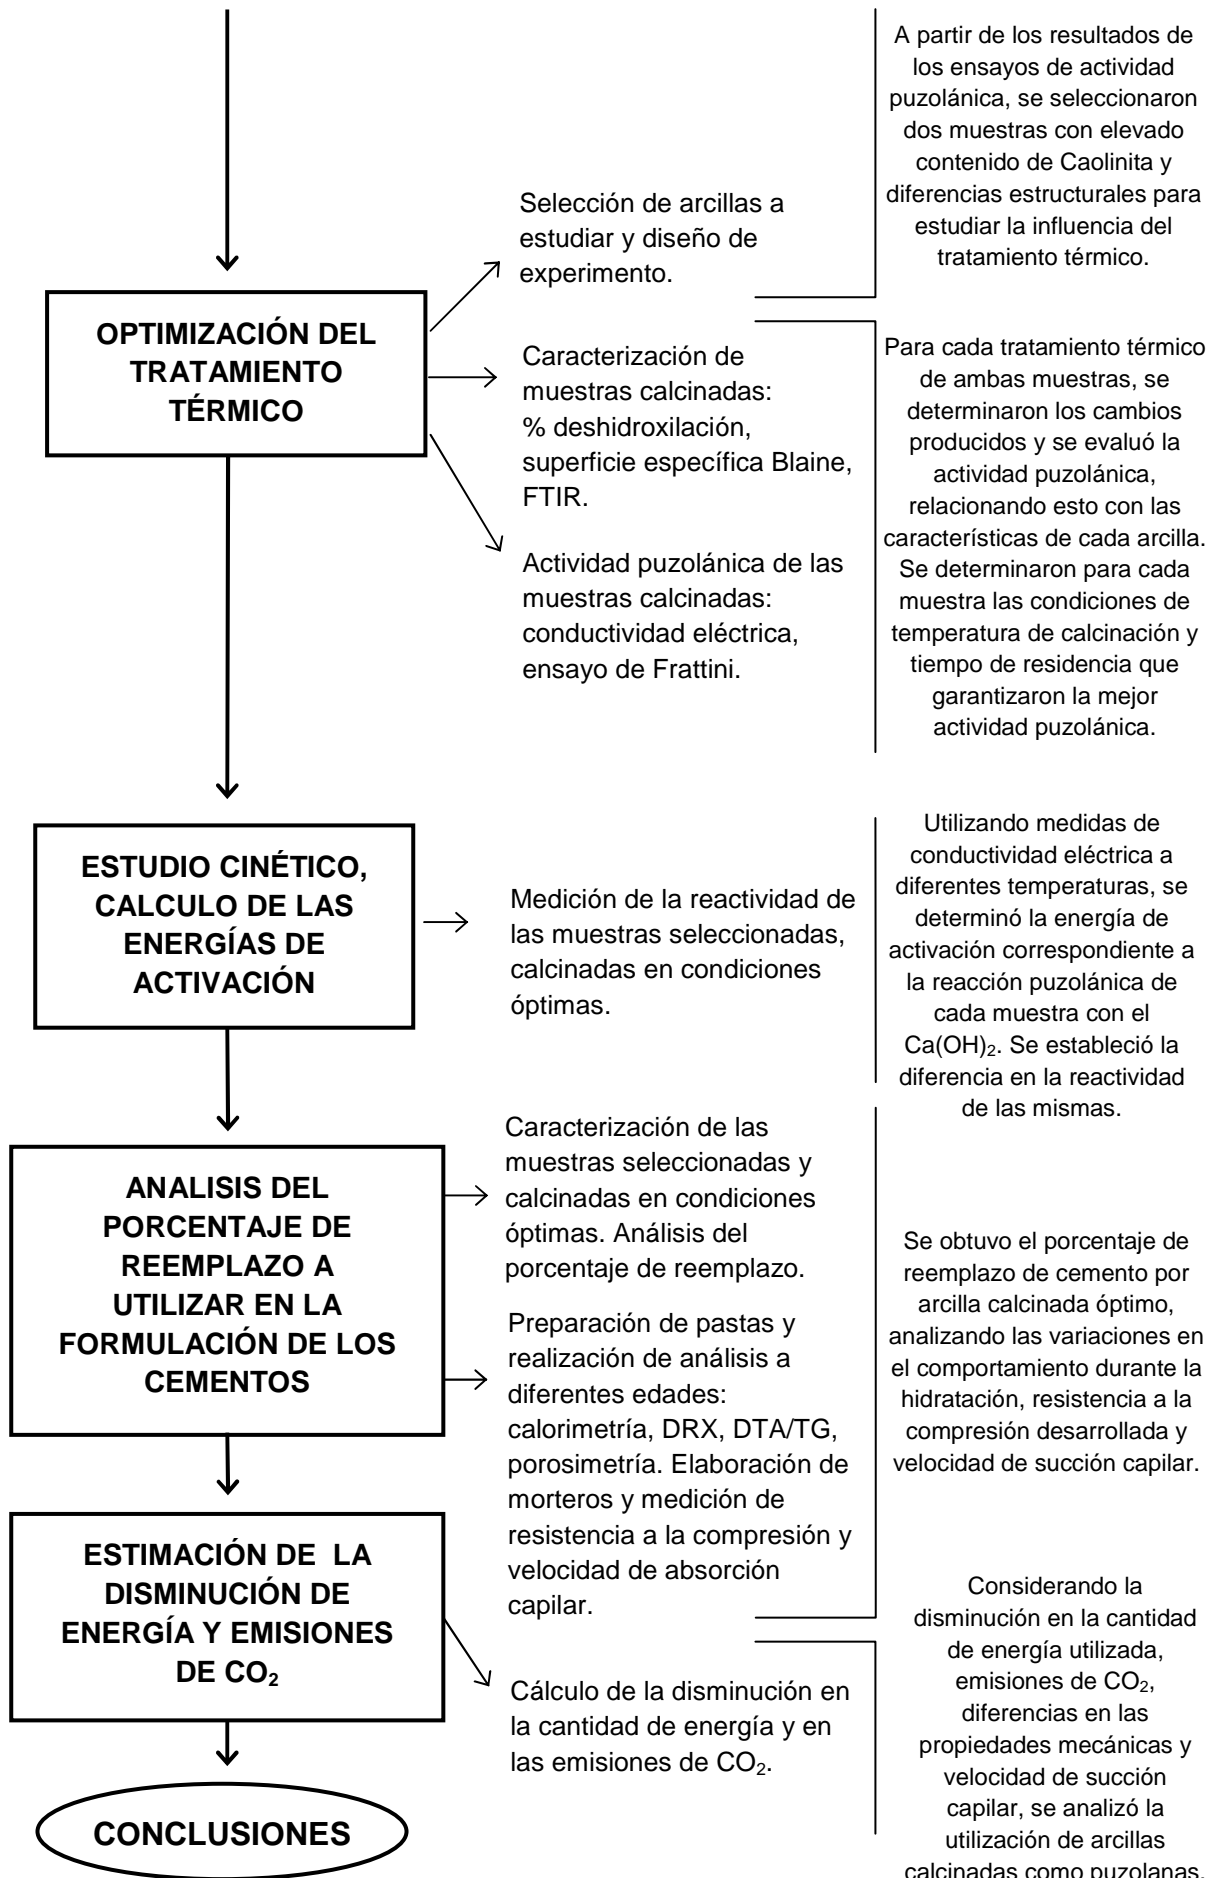 A partir de los resultados de
los ensayos de actividad
puzolánica, se seleccionaron
dos muestras con elevado
contenido de Caolinita y
diferencias estructurales para
estudiar la influencia del
tratamiento térmico.
Selección de arcillas a
estudiar y diseño de
experimento.
OPTIMIZACIÓN DEL
TRATAMIENTO
TÉRMICO
Caracterización de
muestras calcinadas:
% deshidroxilación,
superficie específica Blaine,
FTIR.
Actividad puzolánica de las
muestras calcinadas:
conductividad eléctrica,
ensayo de Frattini.
Para cada tratamiento térmico
de ambas muestras, se
determinaron los cambios
producidos y se evaluó la
actividad puzolánica,
relacionando esto con las
características de cada arcilla.
Se determinaron para cada
muestra las condiciones de
temperatura de calcinación y
tiempo de residencia que
garantizaron la mejor
actividad puzolánica.
ESTUDIO CINÉTICO,
CALCULO DE LAS
ENERGÍAS DE
ACTIVACIÓN
Medición de la reactividad de
las muestras seleccionadas,
calcinadas en condiciones
óptimas.
Utilizando medidas de
conductividad eléctrica a
diferentes temperaturas, se
determinó la energía de
activación correspondiente a
la reacción puzolánica de
cada muestra con el
Ca(OH)₂. Se estableció la
diferencia en la reactividad
de las mismas.
ANALISIS DEL
PORCENTAJE DE
REEMPLAZO A
UTILIZAR EN LA
FORMULACIÓN DE LOS
CEMENTOS
Caracterización de las
muestras seleccionadas y
calcinadas en condiciones
óptimas. Análisis del
porcentaje de reemplazo.
Preparación de pastas y
realización de análisis a
diferentes edades:
calorimetría, DRX, DTA/TG,
porosimetría. Elaboración de
morteros y medición de
resistencia a la compresión y
velocidad de absorción
capilar.
Se obtuvo el porcentaje de
reemplazo de cemento por
arcilla calcinada óptimo,
analizando las variaciones en
el comportamiento durante la
hidratación, resistencia a la
compresión desarrollada y
velocidad de succión capilar.
ESTIMACIÓN DE LA
DISMINUCIÓN DE
ENERGÍA Y EMISIONES
DE CO₂
Cálculo de la disminución en
la cantidad de energía y en
las emisiones de CO₂.
Considerando la
disminución en la cantidad
de energía utilizada,
emisiones de CO₂,
diferencias en las
propiedades mecánicas y
velocidad de succión
capilar, se analizó la
utilización de arcillas
calcinadas como puzolanas.
CONCLUSIONES